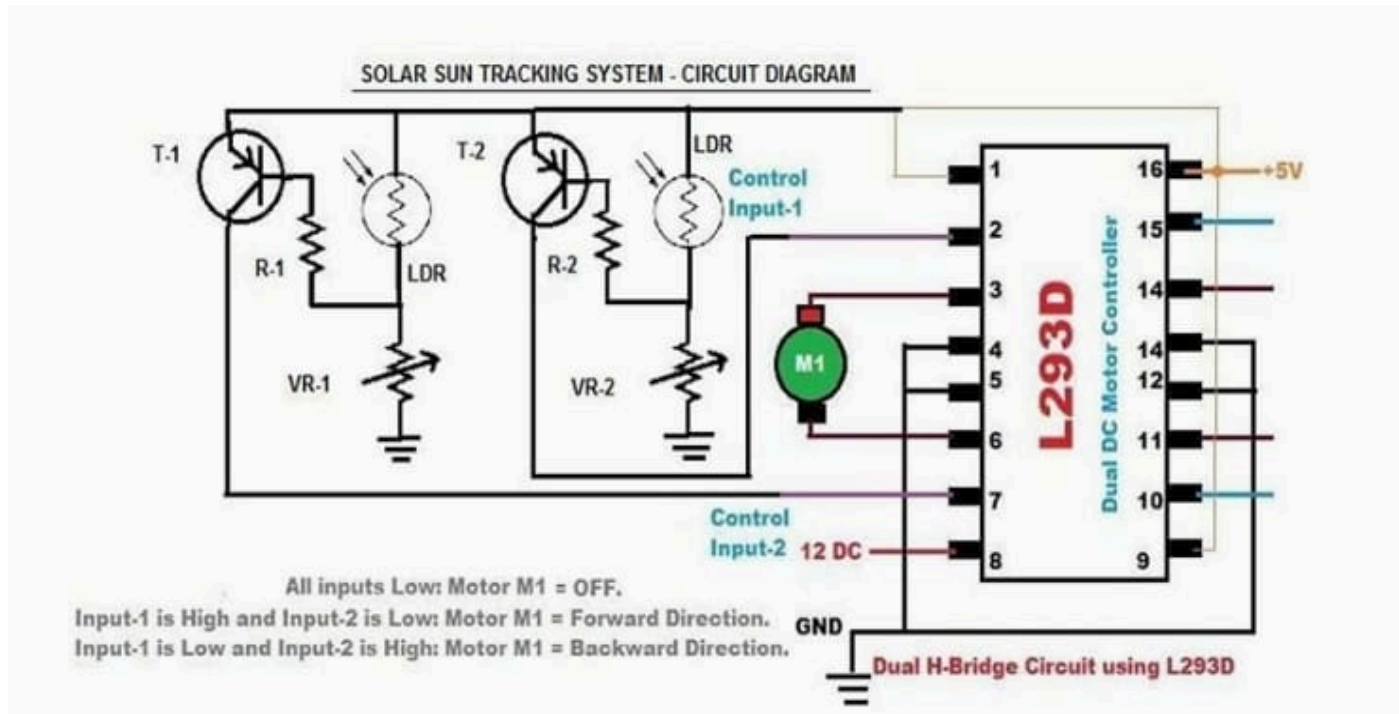 SOLAR SUN TRACKING SYSTEM - CIRCUIT DIAGRAM
T-1
T-2
LDR
Control
Input-1
R-1
LDR
R-2
VR-1
VR-2
M1
1
2
3
4
5
6
7
8
L293D
Dual DC Motor Controller
16
15
14
14
12
11
10
9
+5V
Control
Input-2
12 DC
All inputs Low: Motor M1 = OFF.
Input-1 is High and Input-2 is Low: Motor M1 = Forward Direction.
Input-1 is Low and Input-2 is High: Motor M1 = Backward Direction.
GND
Dual H-Bridge Circuit using L293D